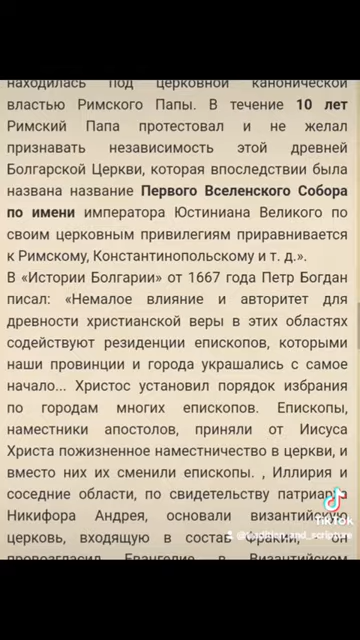 находилась под церковной канонической
властью Римского Папы. В течение 10 лет
Римский Папа протестовал и не желал
признавать независимость этой древней
Болгарской Церкви, которая впоследствии была
названа название Первого Вселенского Собора
по имени императора Юстиниана Великого по
своим церковным привилегиям приравнивается
к Римскому, Константинопольскому и т. д.».
В «Истории Болгарии» от 1667 года Петр Богдан
писал: «Немалое влияние и авторитет для
древности христианской веры в этих областях
содействуют резиденции епископов, которыми
наши провинции и города украшались с самое
начало... Христос установил порядок избрания
по городам многих епископов. Епископы,
наместники апостолов, приняли от Иисуса
Христа пожизненное наместничество в церкви, и
вместо них их сменили епископы. , Иллирия и
соседние области, по свидетельству патриарха
Никифора Андрея, основали византийскую
церковь, входящую в состав Фракии, он
провозгласил Евангелие в Византийском
TikTok